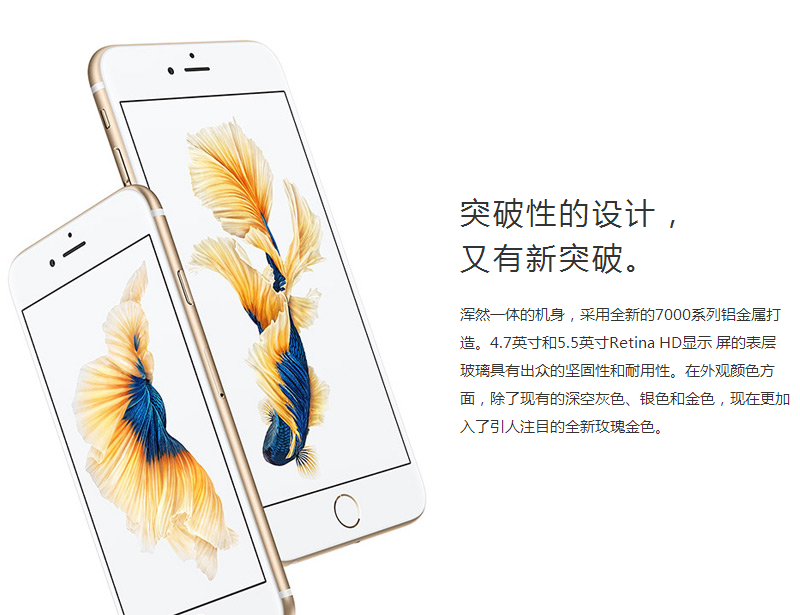 突破性的设计，
又有新突破。
浑然一体的机身，采用全新的7000系列铝金属打
造。4.7英寸和5.5英寸Retina HD显示 屏的表层
玻璃具有出众的坚固性和耐用性。在外观颜色方
面，除了现有的深空灰色、银色和金色，现在更加
入了引人注目的全新玫瑰金色。